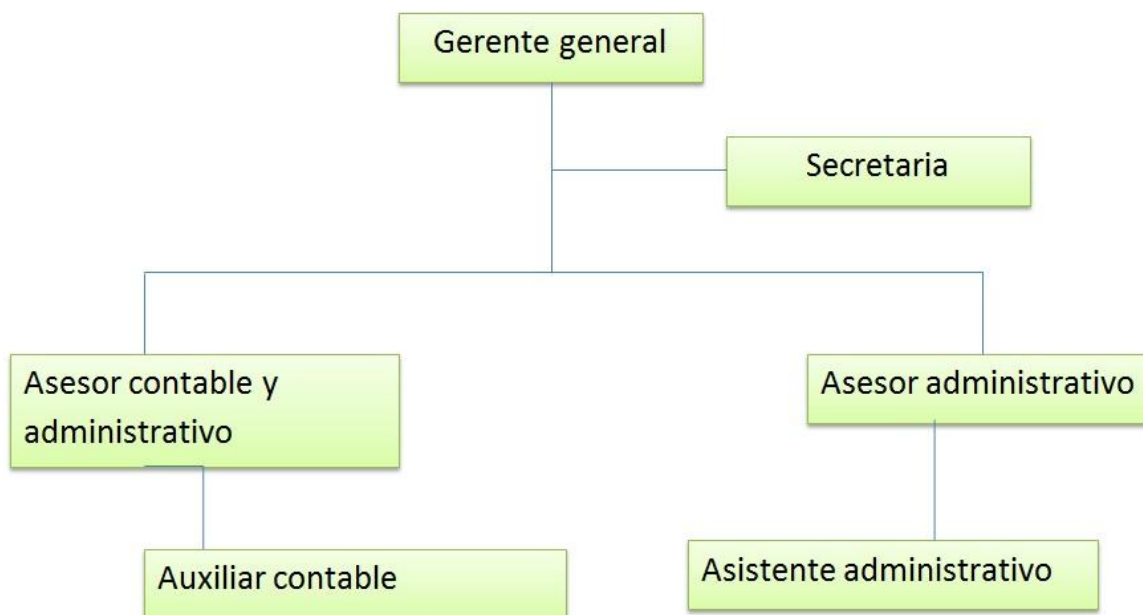 Gerente general
Secretaria
Asesor contable y
administrativo
Asesor administrativo
Auxiliar contable
Asistente administrativo